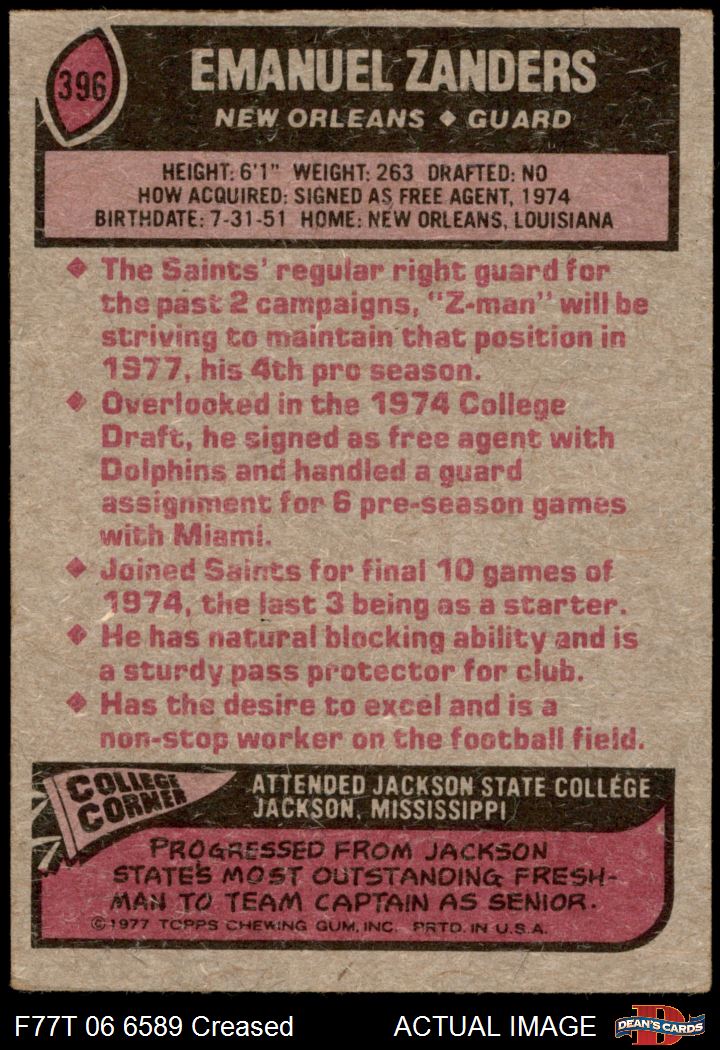 396
EMANUEL ZANDERS
NEW ORLEANS ♦ GUARD
HEIGHT: 6'1" WEIGHT: 263 DRAFTED: NO
HOW ACQUIRED: SIGNED AS FREE AGENT, 1974
BIRTHDATE: 7-31-51 HOME: NEW ORLEANS, LOUISIANA
♦ The Saints' regular right guard for
the past 2 campaigns, "Z-man" will be
striving to maintain that position in
1977, his 4th pro season.
♦ Overlooked in the 1974 College
Draft, he signed as free agent with
Dolphins and handled a guard
assignment for 6 pre-season games
with Miami.
♦ Joined Saints for final 10 games of
1974, the last 3 being as a starter.
♦ He has natural blocking ability and is
a sturdy pass protector for club.
♦ Has the desire to excel and is a
non-stop worker on the football field.
COLLEGE
CORNER
ATTENDED JACKSON STATE COLLEGE
JACKSON, MISSISSIPPI
PROGRESSED FROM JACKSON
STATE'S MOST OUTSTANDING FRESH-
MAN TO TEAM CAPTAIN AS SENIOR.
©1977 TOPPS CHEWING GUM, INC. PRTD. IN U.S.A.
F77T 06 6589 Creased
ACTUAL IMAGE
DEAN'S CARDS